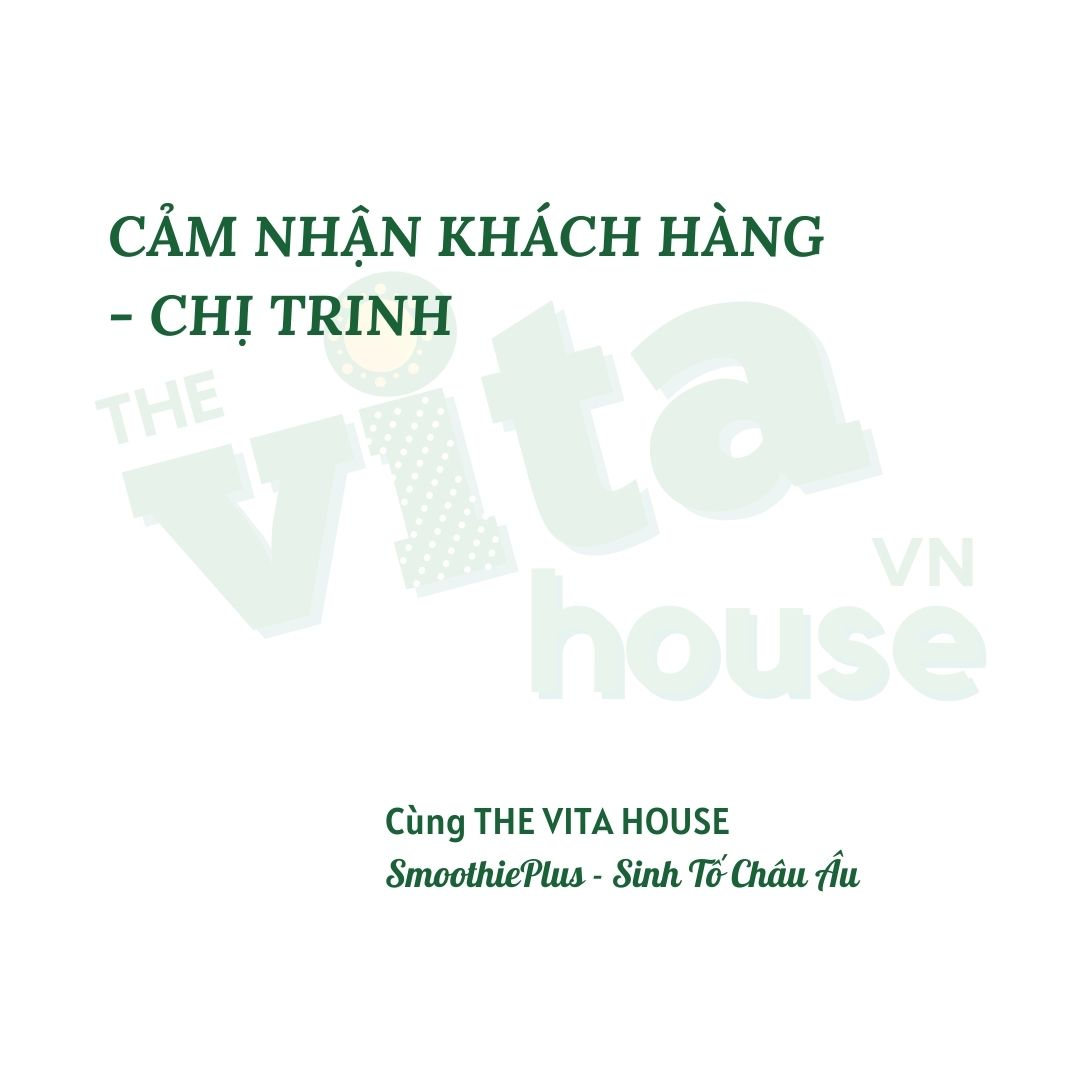 CẢM NHẬN KHÁCH HÀNG
- CHỊ TRINH
THE
vita
VN
house
Cùng THE VITA HOUSE
SmoothiePlus - Sinh Tố Châu Âu